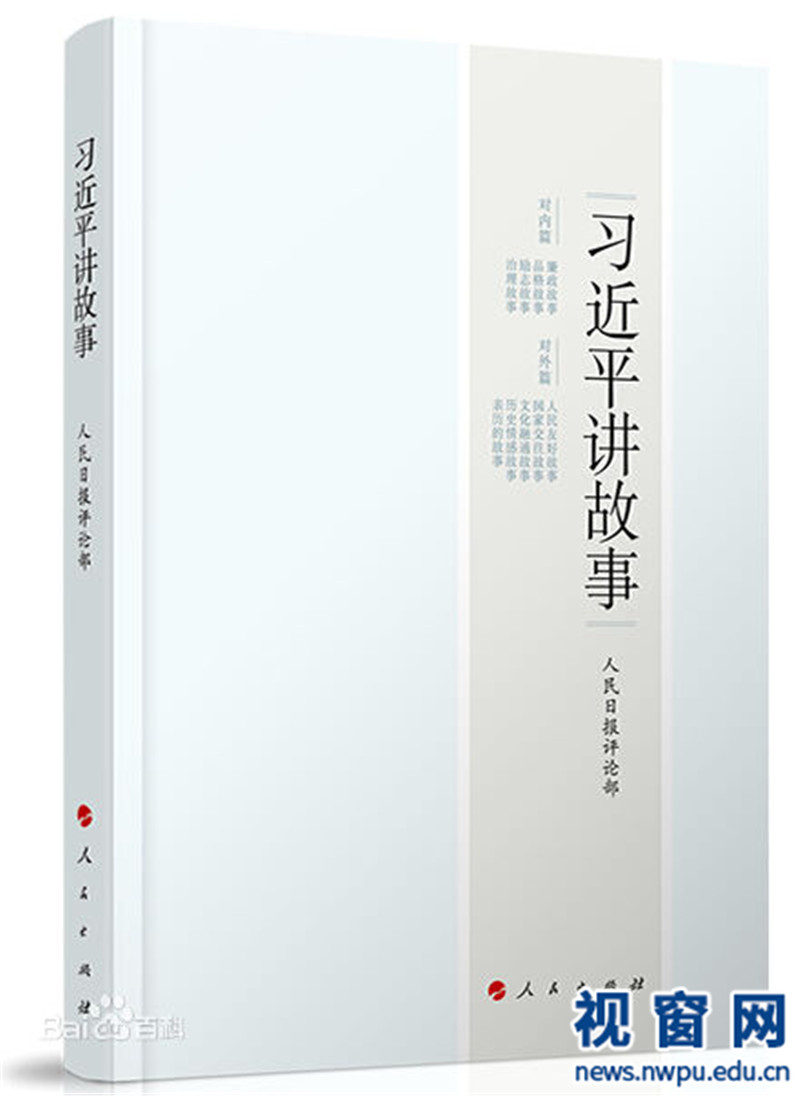 习近平讲故事
人民日报评论部
人民出版社
习近平讲故事
对内篇
廉政故事
品格故事
励志故事
治理故事
对外篇
人民友好故事
国家交往故事
文化融通故事
历史情感故事
亲历的故事
人民日报评论部
人民出版社
Bai百科
视窗网
news.nwpu.edu.cn